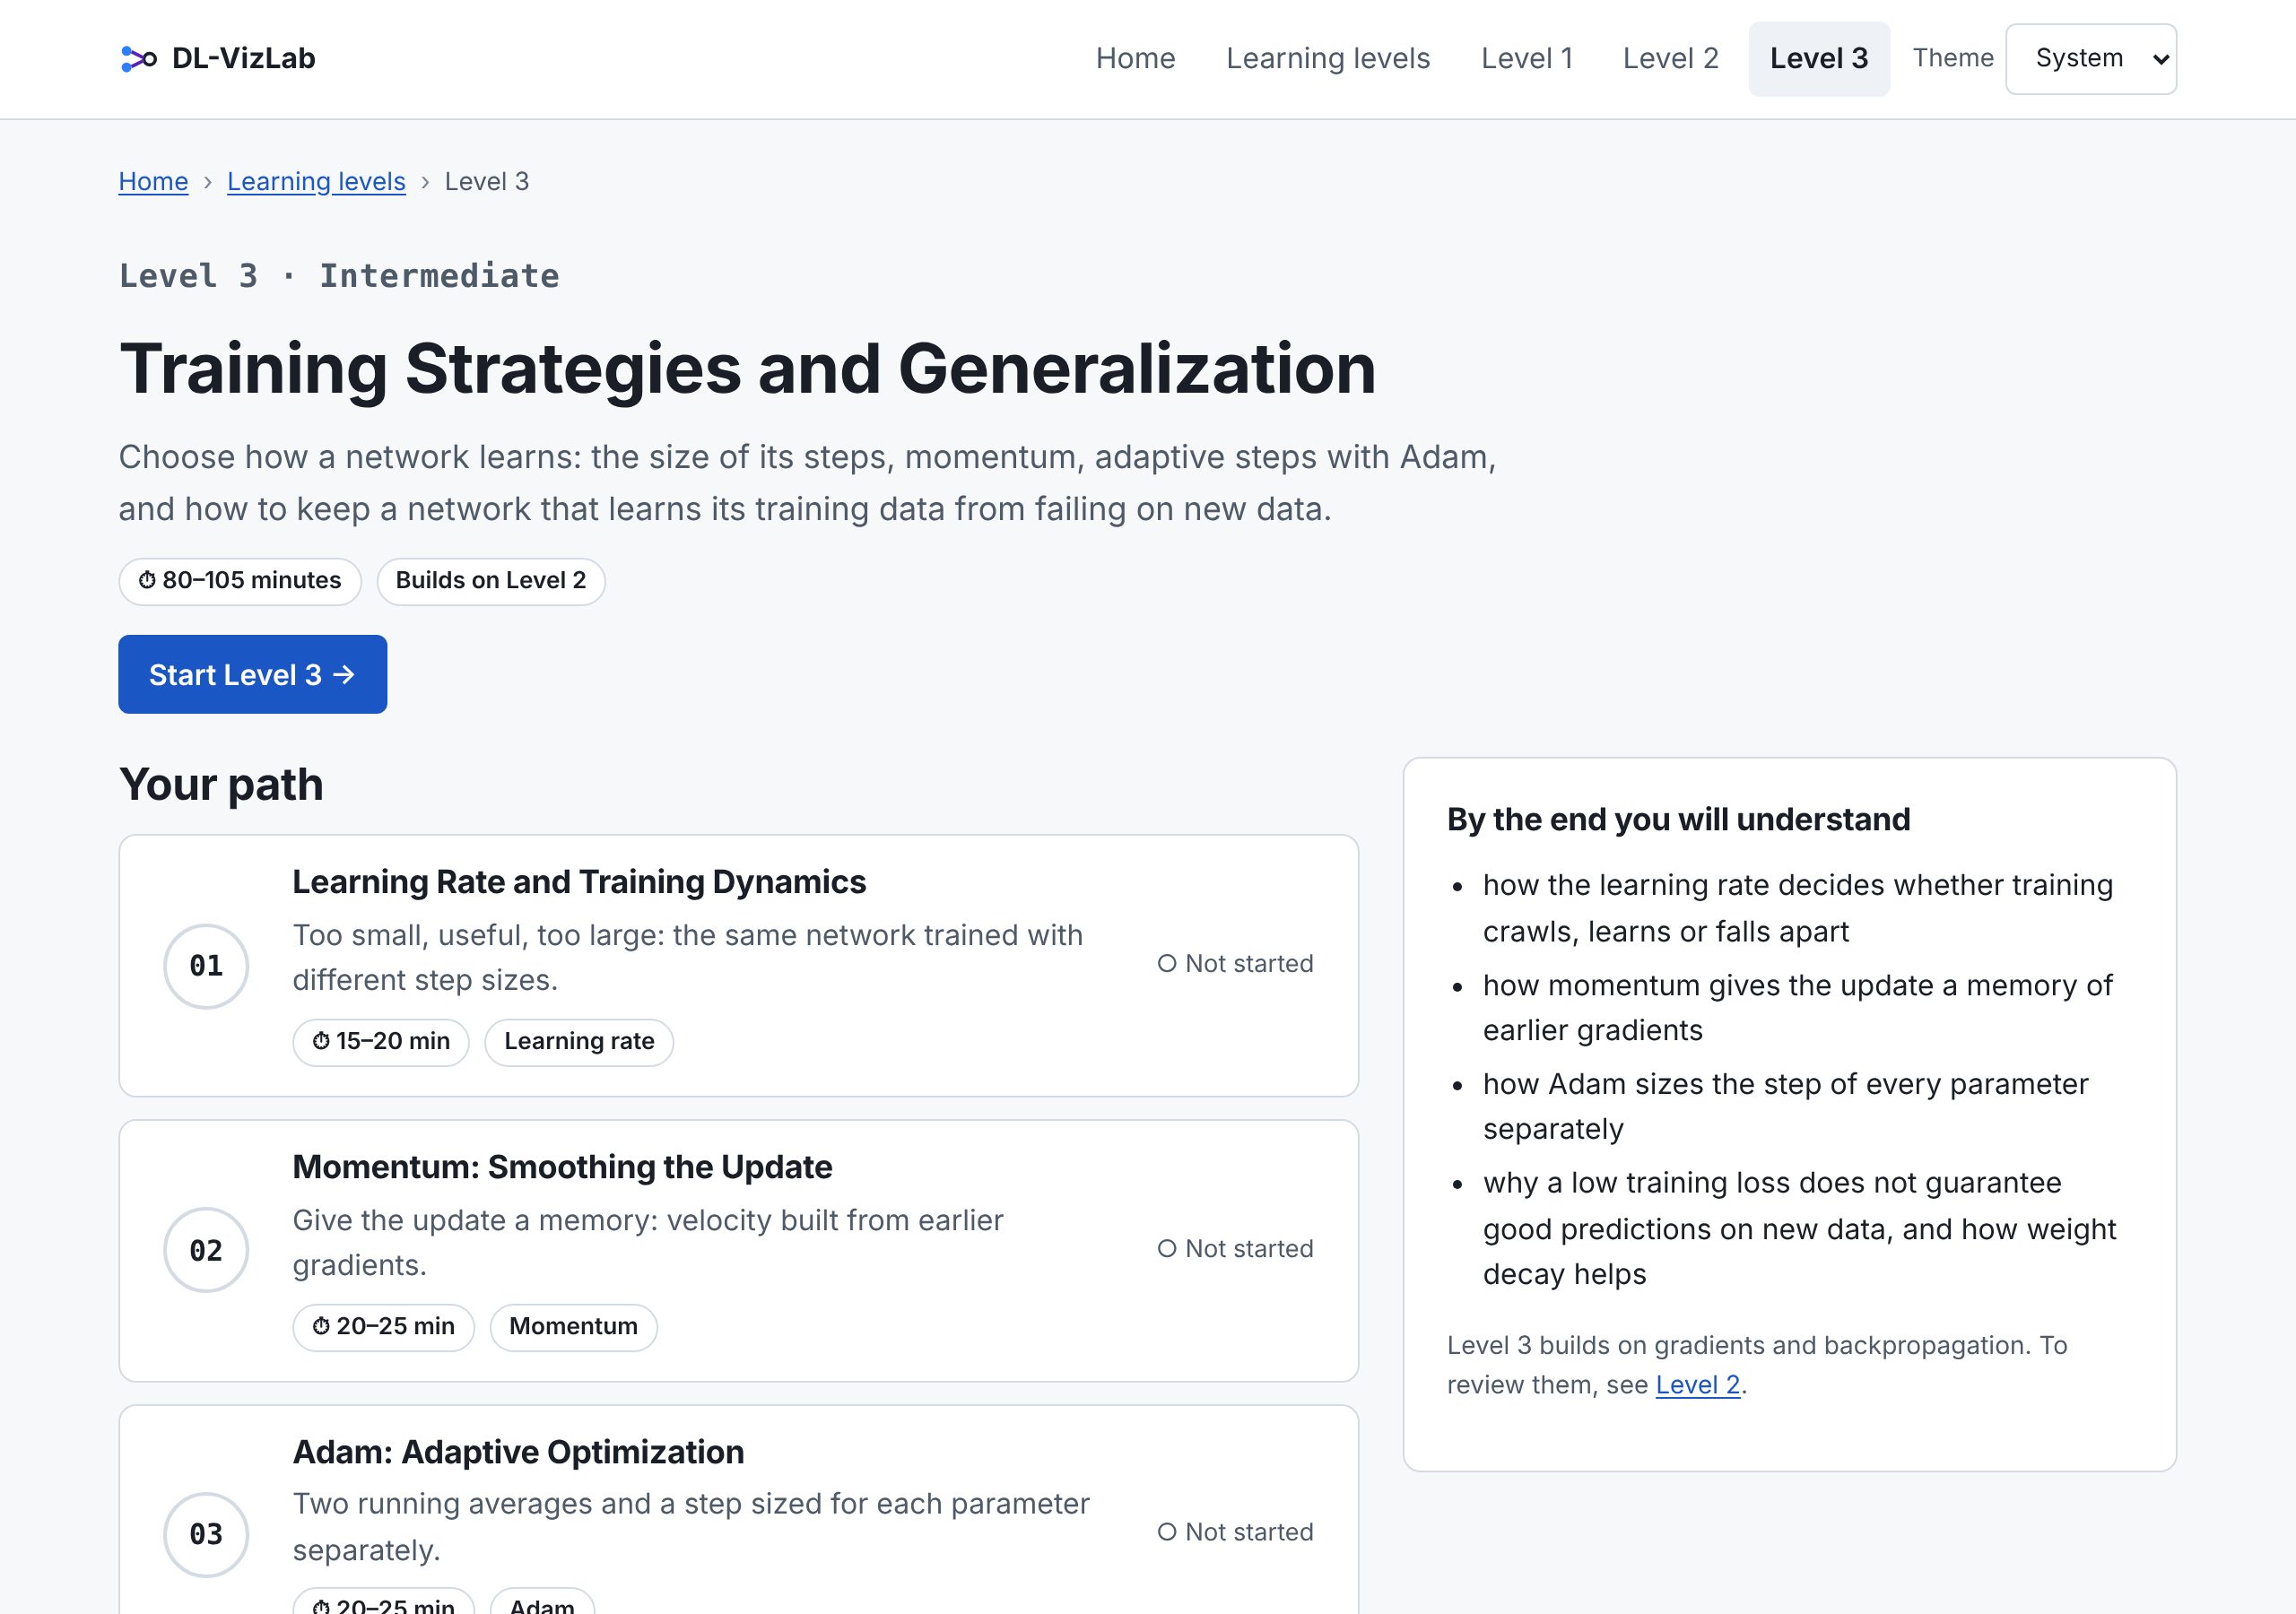 DL-VizLab
Home
Learning levels
Level 1
Level 2
Level 3
Theme
System
Home › Learning levels › Level 3
Level 3 · Intermediate
Training Strategies and Generalization
Choose how a network learns: the size of its steps, momentum, adaptive steps with Adam,
and how to keep a network that learns its training data from failing on new data.
⏱ 80–105 minutes
Builds on Level 2
Start Level 3 →
Your path
01
Learning Rate and Training Dynamics
Too small, useful, too large: the same network trained with
different step sizes.
⏱ 15–20 min
Learning rate
Not started
02
Momentum: Smoothing the Update
Give the update a memory: velocity built from earlier
gradients.
⏱ 20–25 min
Momentum
Not started
03
Adam: Adaptive Optimization
Two running averages and a step sized for each parameter
separately.
⏱ 20–25 min
Adam
Not started
By the end you will understand
• how the learning rate decides whether training
crawls, learns or falls apart
• how momentum gives the update a memory of
earlier gradients
• how Adam sizes the step of every parameter
separately
• why a low training loss does not guarantee
good predictions on new data, and how weight
decay helps
Level 3 builds on gradients and backpropagation. To
review them, see Level 2.